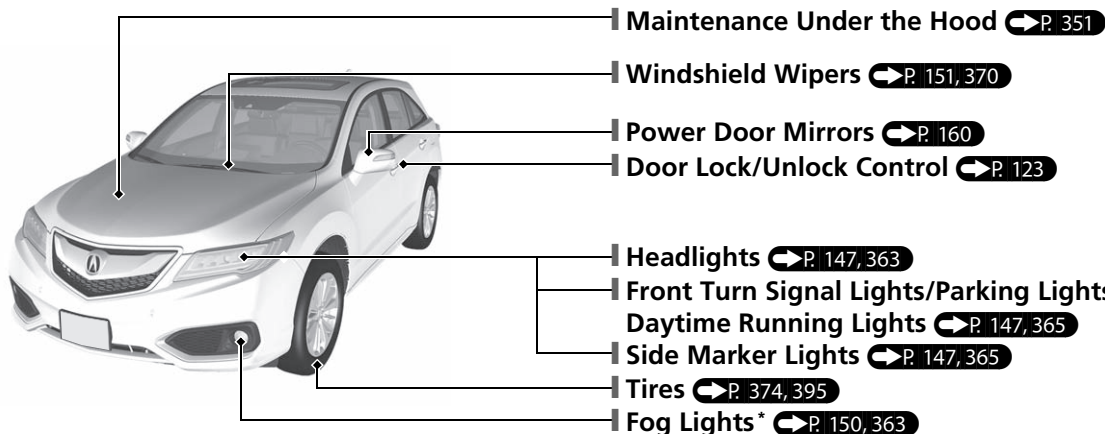 Maintenance Under the Hood P. 351
Windshield Wipers P. 151, 370
Power Door Mirrors P. 160
Door Lock/Unlock Control P. 123
Headlights P. 147, 363
Front Turn Signal Lights/Parking Lights
Daytime Running Lights P. 147, 365
Side Marker Lights P. 147, 365
Tires P. 374, 395
Fog Lights* P. 150, 363